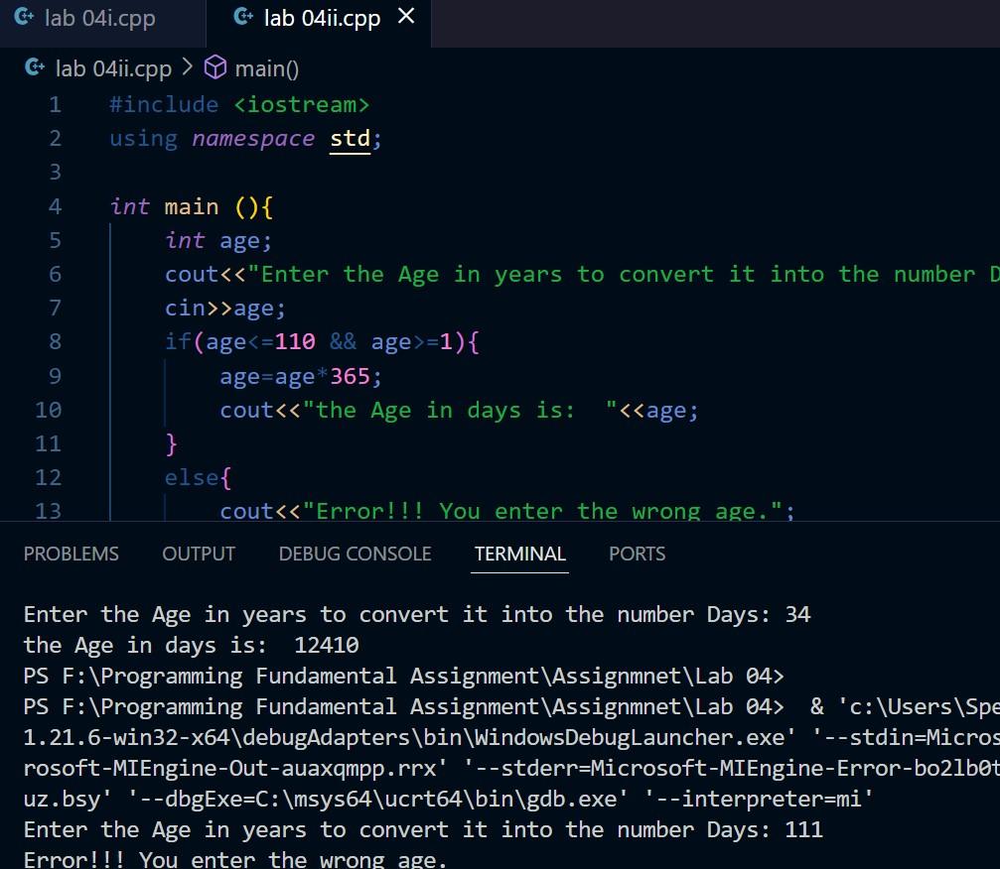 lab 04i.cpp lab 04ii.cpp
lab 04ii.cpp > main()
1 #include <iostream>
2 using namespace std;
3
4 int main (){
5 int age;
6 cout<<"Enter the Age in years to convert it into the number D
7 cin>>age;
8 if(age<=110 && age>=1){
9 age=age*365;
10 cout<<"the Age in days is:  "<<age;
11 }
12 else{
13 cout<<"Error!!! You enter the wrong age.";
PROBLEMS OUTPUT DEBUG CONSOLE TERMINAL PORTS
Enter the Age in years to convert it into the number Days: 34
the Age in days is:  12410
PS F:\Programming Fundamental Assignment\Assignmnet\Lab 04>
PS F:\Programming Fundamental Assignment\Assignmnet\Lab 04>  & 'c:\Users\Spe
1.21.6-win32-x64\debugAdapters\bin\WindowsDebugLauncher.exe' '--stdin=Micros
rosoft-MIEngine-Out-auaxqmpp.rrx' '--stderr=Microsoft-MIEngine-Error-bo2lb0t
uz.bsy' '--dbgExe=C:\msys64\ucrt64\bin\gdb.exe' '--interpreter=mi'
Enter the Age in years to convert it into the number Days: 111
Error!!! You enter the wrong age.